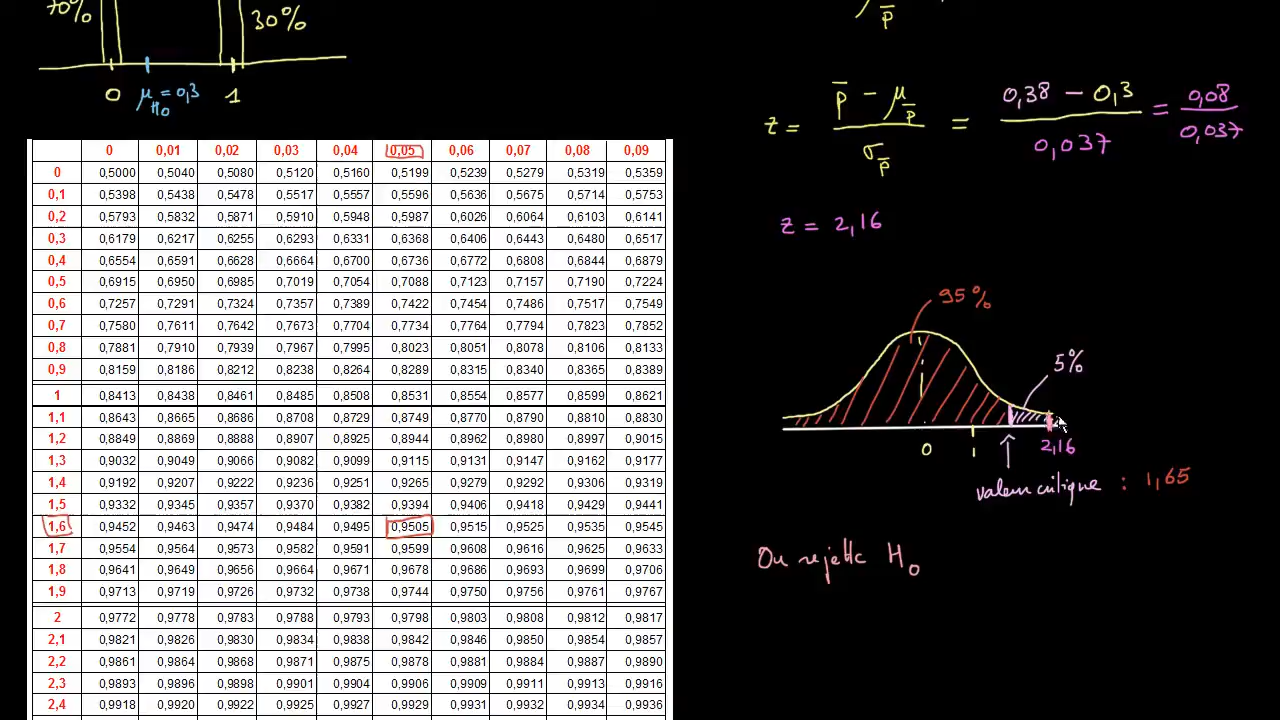 70%
30%
0
μ = 0,3
H₀
1
p̄
z = (p̄ − μp̄) / σp̄ = (0,38 − 0,3) / 0,037 = 0,08 / 0,037
z = 2,16
95%
5%
0 1 2,16
valeur critique : 1,65
On rejette H₀
0 0,01 0,02 0,03 0,04 0,05 0,06 0,07 0,08 0,09
0 0,5000 0,5040 0,5080 0,5120 0,5160 0,5199 0,5239 0,5279 0,5319 0,5359
0,1 0,5398 0,5438 0,5478 0,5517 0,5557 0,5596 0,5636 0,5675 0,5714 0,5753
0,2 0,5793 0,5832 0,5871 0,5910 0,5948 0,5987 0,6026 0,6064 0,6103 0,6141
0,3 0,6179 0,6217 0,6255 0,6293 0,6331 0,6368 0,6406 0,6443 0,6480 0,6517
0,4 0,6554 0,6591 0,6628 0,6664 0,6700 0,6736 0,6772 0,6808 0,6844 0,6879
0,5 0,6915 0,6950 0,6985 0,7019 0,7054 0,7088 0,7123 0,7157 0,7190 0,7224
0,6 0,7257 0,7291 0,7324 0,7357 0,7389 0,7422 0,7454 0,7486 0,7517 0,7549
0,7 0,7580 0,7611 0,7642 0,7673 0,7704 0,7734 0,7764 0,7794 0,7823 0,7852
0,8 0,7881 0,7910 0,7939 0,7967 0,7995 0,8023 0,8051 0,8078 0,8106 0,8133
0,9 0,8159 0,8186 0,8212 0,8238 0,8264 0,8289 0,8315 0,8340 0,8365 0,8389
1 0,8413 0,8438 0,8461 0,8485 0,8508 0,8531 0,8554 0,8577 0,8599 0,8621
1,1 0,8643 0,8665 0,8686 0,8708 0,8729 0,8749 0,8770 0,8790 0,8810 0,8830
1,2 0,8849 0,8869 0,8888 0,8907 0,8925 0,8944 0,8962 0,8980 0,8997 0,9015
1,3 0,9032 0,9049 0,9066 0,9082 0,9099 0,9115 0,9131 0,9147 0,9162 0,9177
1,4 0,9192 0,9207 0,9222 0,9236 0,9251 0,9265 0,9279 0,9292 0,9306 0,9319
1,5 0,9332 0,9345 0,9357 0,9370 0,9382 0,9394 0,9406 0,9418 0,9429 0,9441
1,6 0,9452 0,9463 0,9474 0,9484 0,9495 0,9505 0,9515 0,9525 0,9535 0,9545
1,7 0,9554 0,9564 0,9573 0,9582 0,9591 0,9599 0,9608 0,9616 0,9625 0,9633
1,8 0,9641 0,9649 0,9656 0,9664 0,9671 0,9678 0,9686 0,9693 0,9699 0,9706
1,9 0,9713 0,9719 0,9726 0,9732 0,9738 0,9744 0,9750 0,9756 0,9761 0,9767
2 0,9772 0,9778 0,9783 0,9788 0,9793 0,9798 0,9803 0,9808 0,9812 0,9817
2,1 0,9821 0,9826 0,9830 0,9834 0,9838 0,9842 0,9846 0,9850 0,9854 0,9857
2,2 0,9861 0,9864 0,9868 0,9871 0,9875 0,9878 0,9881 0,9884 0,9887 0,9890
2,3 0,9893 0,9896 0,9898 0,9901 0,9904 0,9906 0,9909 0,9911 0,9913 0,9916
2,4 0,9918 0,9920 0,9922 0,9925 0,9927 0,9929 0,9931 0,9932 0,9934 0,9936